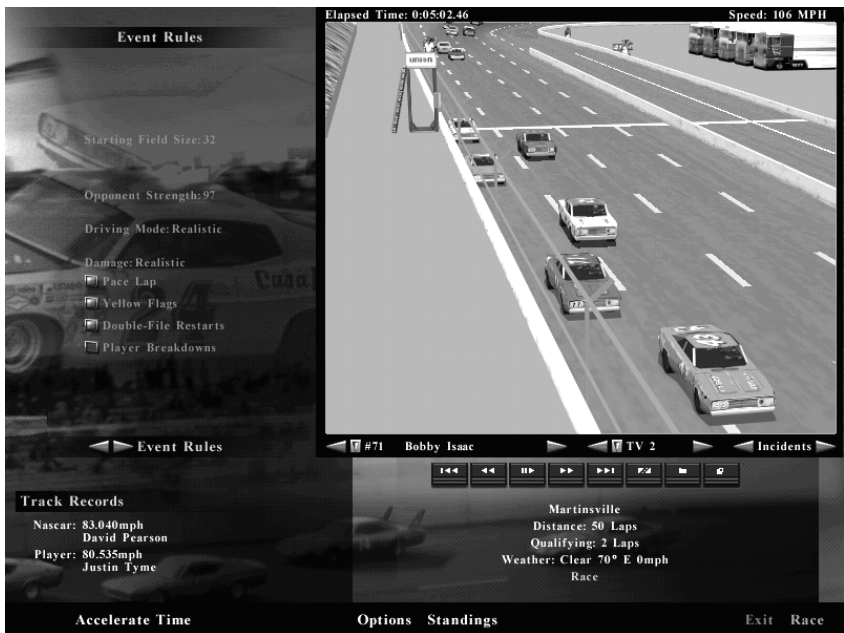 Elapsed Time: 0:05:02.46
Speed: 106 MPH
Event Rules
Starting Field Size:32
Opponent Strength:97
Driving Mode:Realistic
Damage:Realistic
Pace Lap
Yellow Flags
Double-File Restarts
Player Breakdowns
Event Rules
#71 Bobby Isaac
TV 2
Incidents
Track Records
Nascar: 83.040mph
David Pearson
Player: 80.535mph
Justin Tyme
Martinsville
Distance: 50 Laps
Qualifying: 2 Laps
Weather: Clear 70° E 0mph
Race
Accelerate Time
Options
Standings
Exit
Race